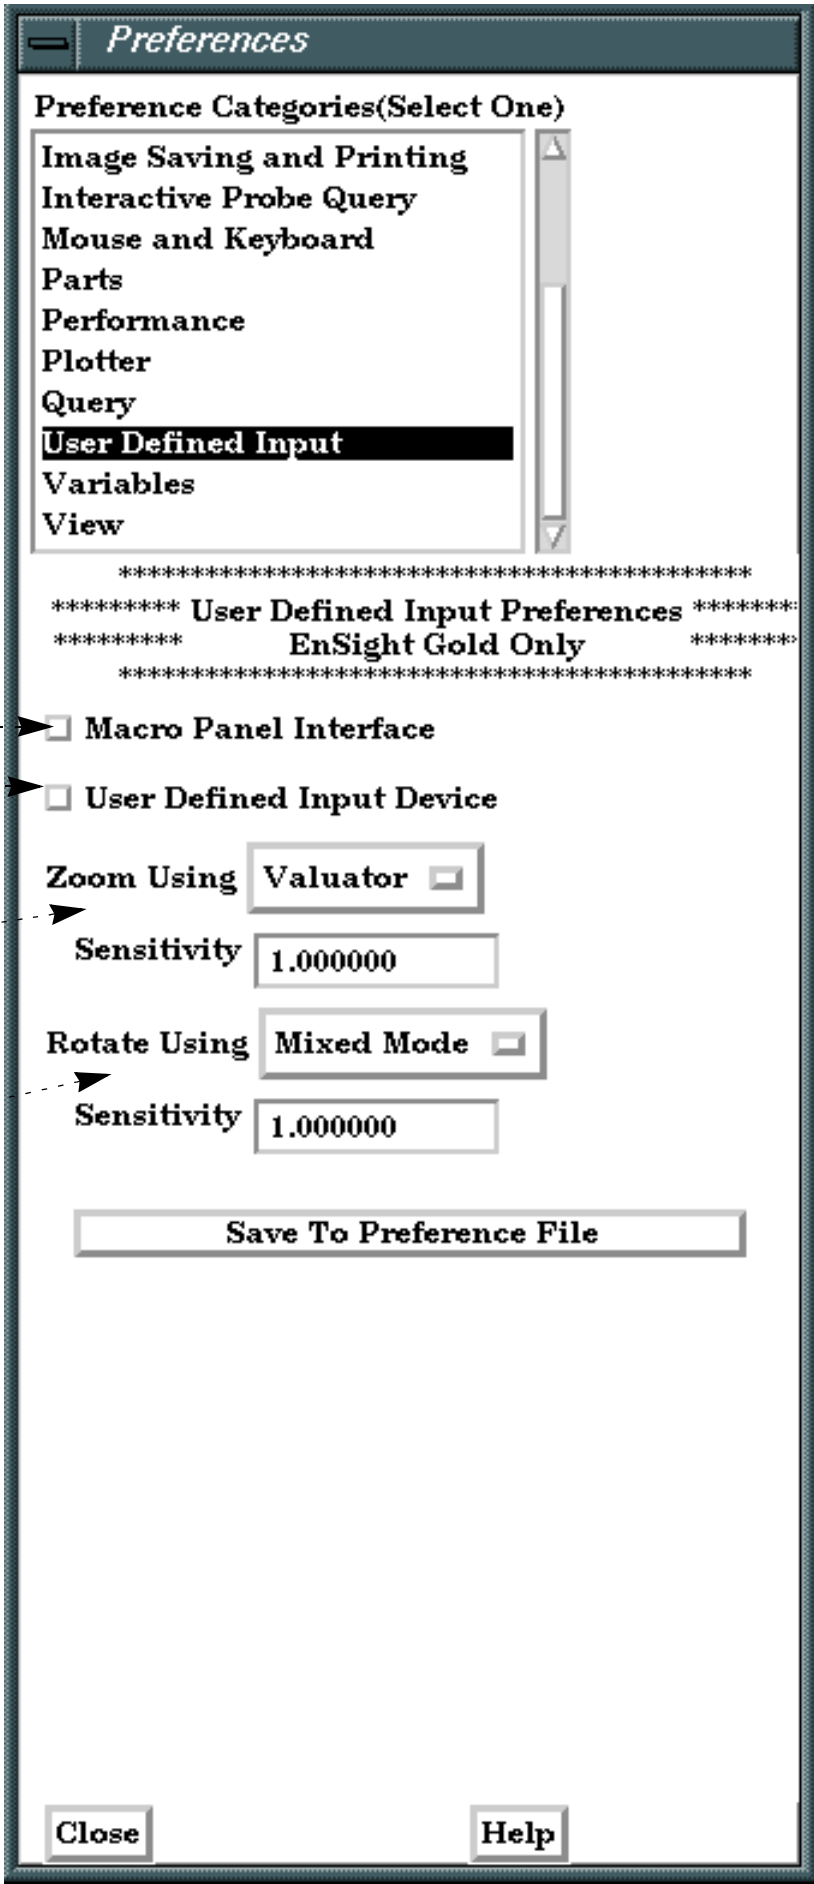 Preferences
Preference Categories(Select One)
Image Saving and Printing
Interactive Probe Query
Mouse and Keyboard
Parts
Performance
Plotter
Query
User Defined Input
Variables
View
********************************************
********* User Defined Input Preferences *******
********* EnSight Gold Only *******
********************************************
Macro Panel Interface
User Defined Input Device
Zoom Using Valuator
Sensitivity 1.000000
Rotate Using Mixed Mode
Sensitivity 1.000000
Save To Preference File
Close Help